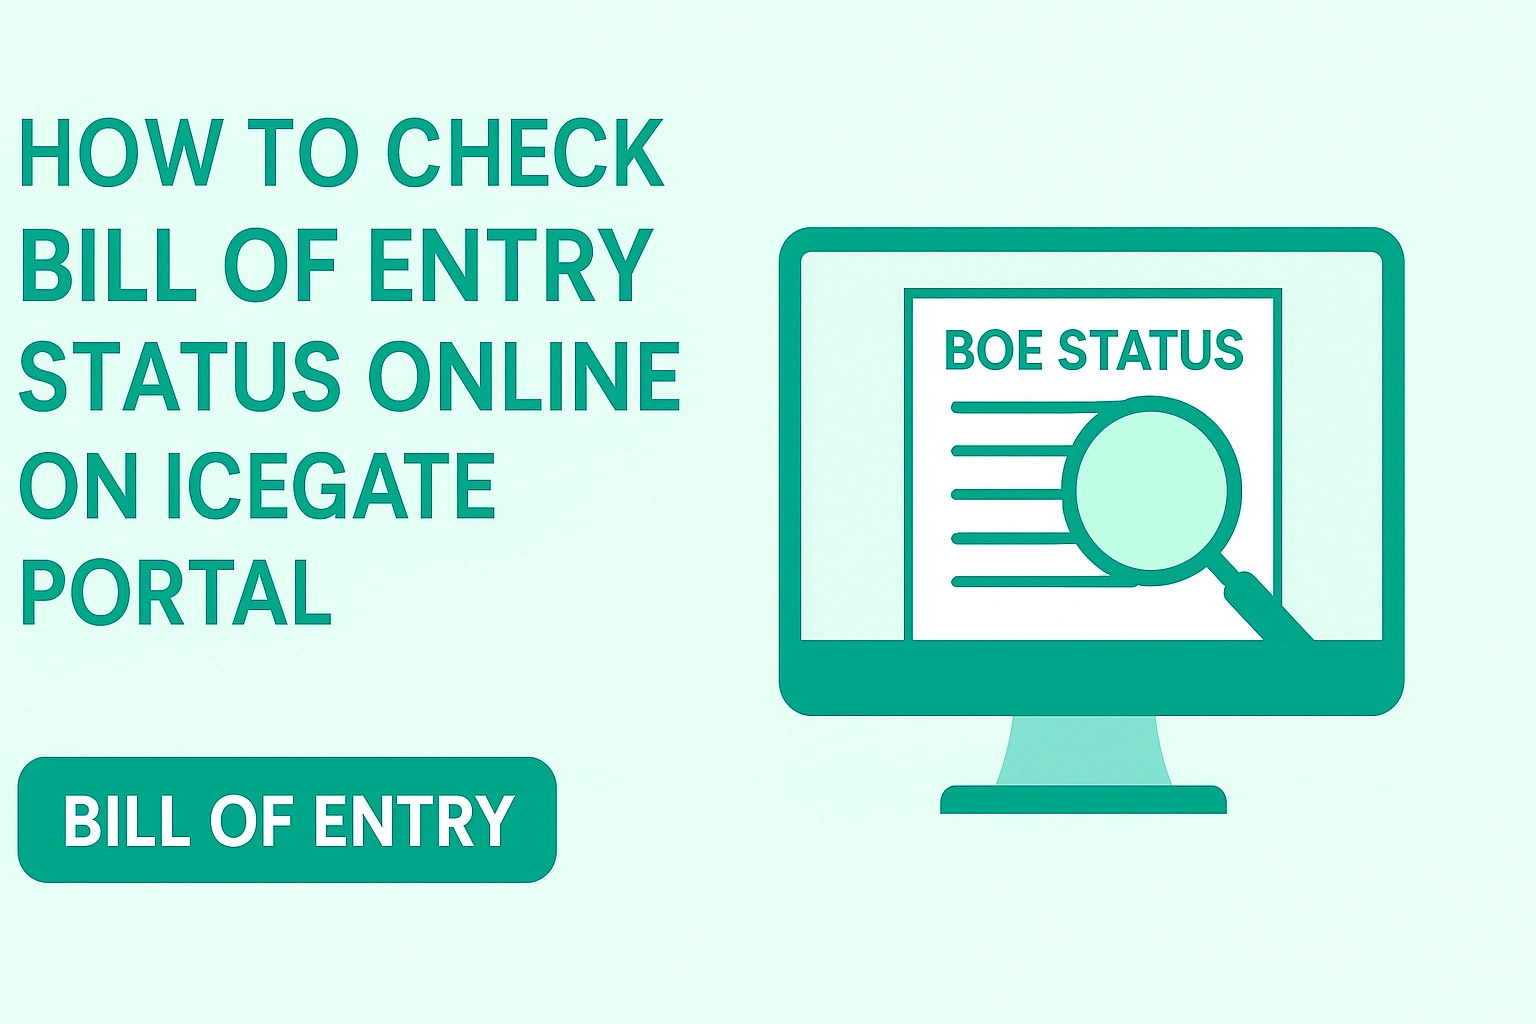 HOW TO CHECK
BILL OF ENTRY
STATUS ONLINE
ON ICEGATE
PORTAL
BILL OF ENTRY
BOE STATUS